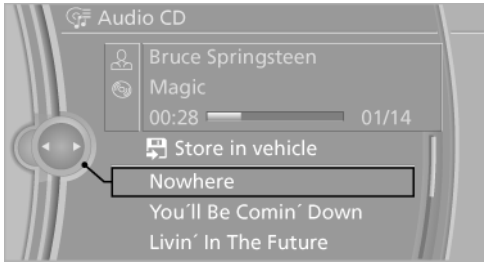 Audio CD
Bruce Springsteen
Magic
00:28 01/14
Store in vehicle
Nowhere
You´ll Be Comin´ Down
Livin´ In The Future